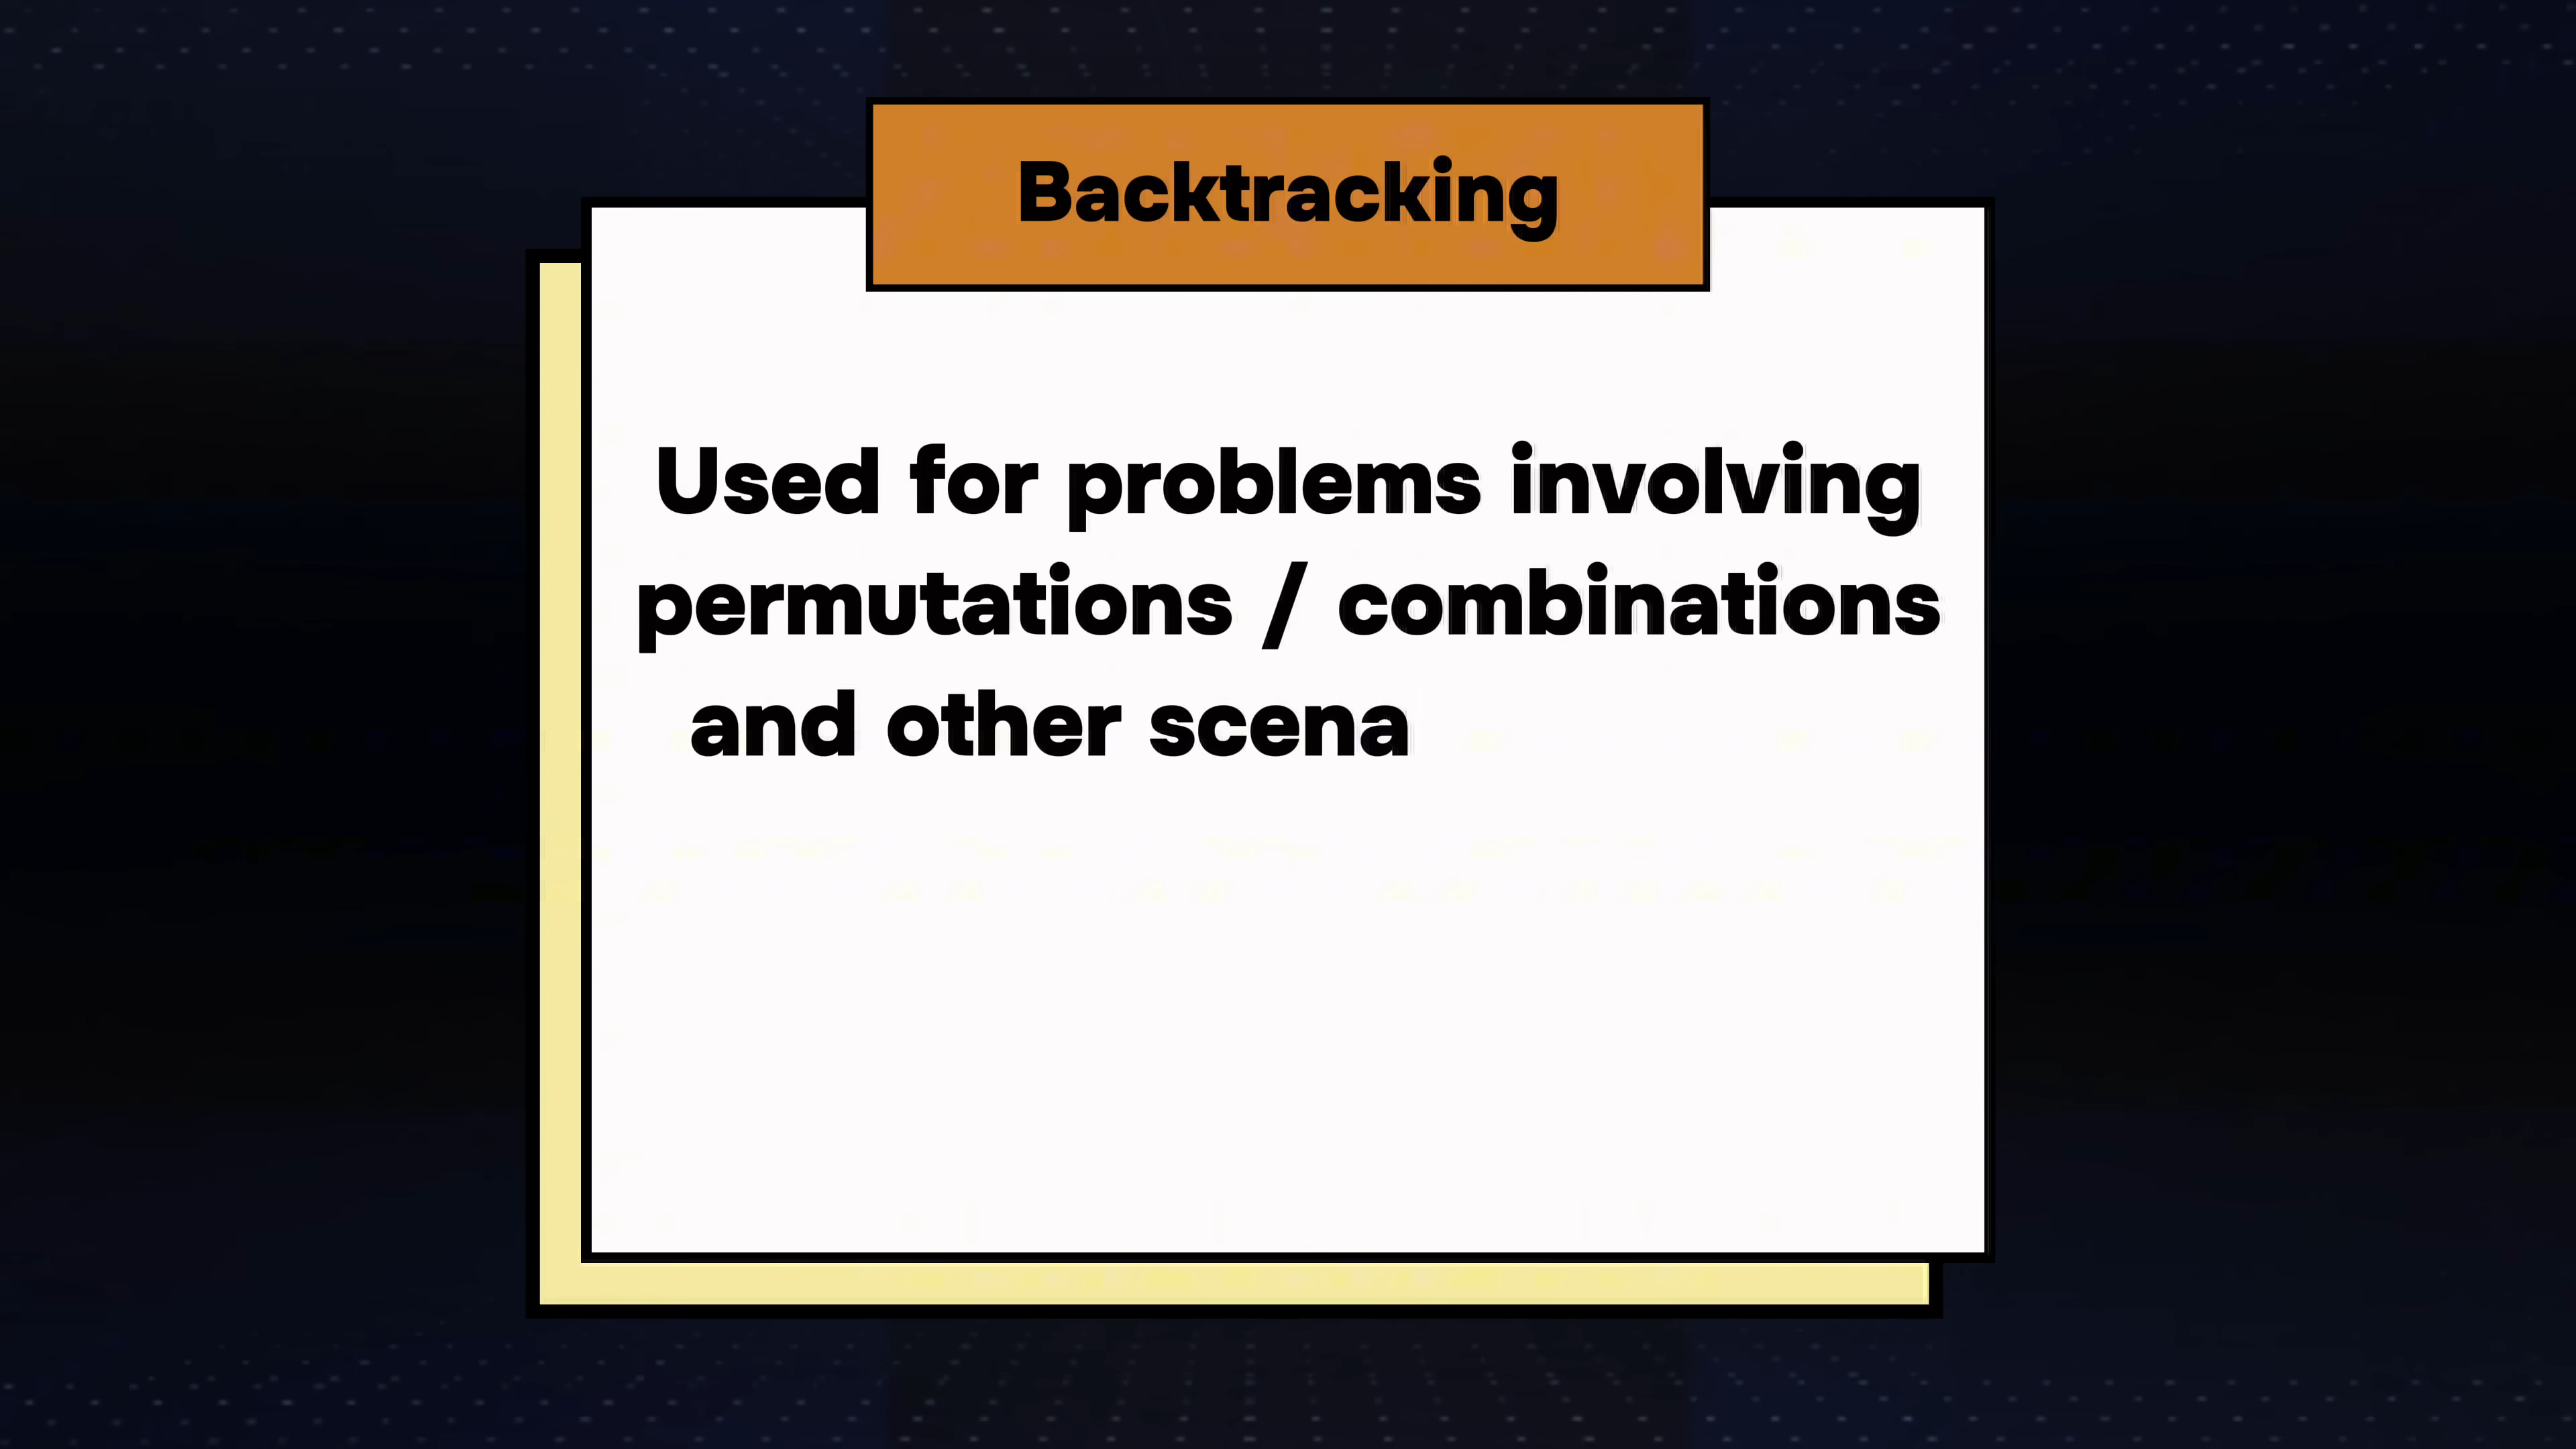 Backtracking
Used for problems involving
permutations / combinations
and other scena